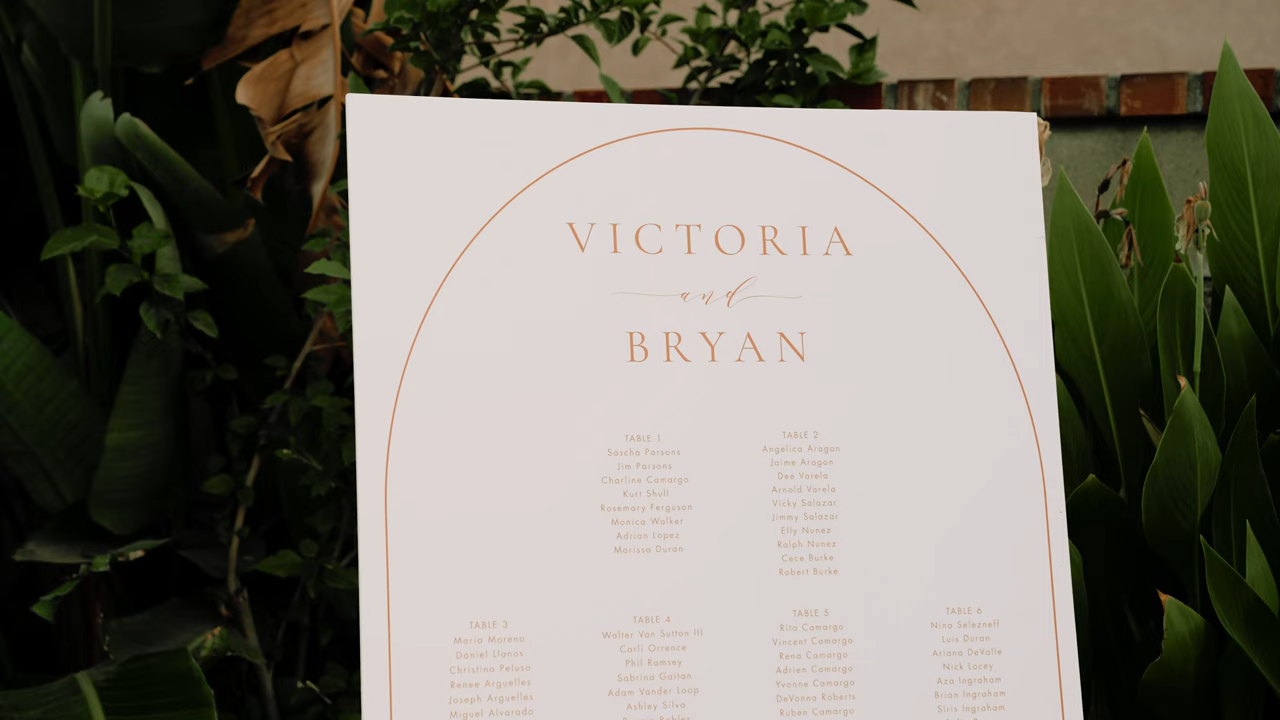 VICTORIA
and
BRYAN
TABLE 1
Sascha Parsons
Jim Parsons
Charline Camargo
Kurt Shull
Rosemary Ferguson
Monica Walker
Adrian Lopez
Marissa Duran
TABLE 2
Angelica Aragon
Jaime Aragon
Dee Varela
Arnold Varela
Vicky Salazar
Jimmy Salazar
Elly Nunez
Ralph Nunez
Cece Burke
Robert Burke
TABLE 3
Maria Moreno
Daniel Llanos
Christina Peluso
Renee Arguelles
Joseph Arguelles
Miguel Alvarado
TABLE 4
Walter Van Sutton III
Carli Orrence
Phil Ramsey
Sabrina Gaitan
Adam Vander Loop
Ashley Silva
TABLE 5
Rita Camargo
Vincent Camargo
Rena Camargo
Adrien Camargo
Yvonne Camargo
DeVonna Roberts
Ruben Camargo
TABLE 6
Nina Selezneff
Luis Duran
Ariana DeValle
Nick Locey
Aza Ingraham
Brian Ingraham
Siris Ingraham